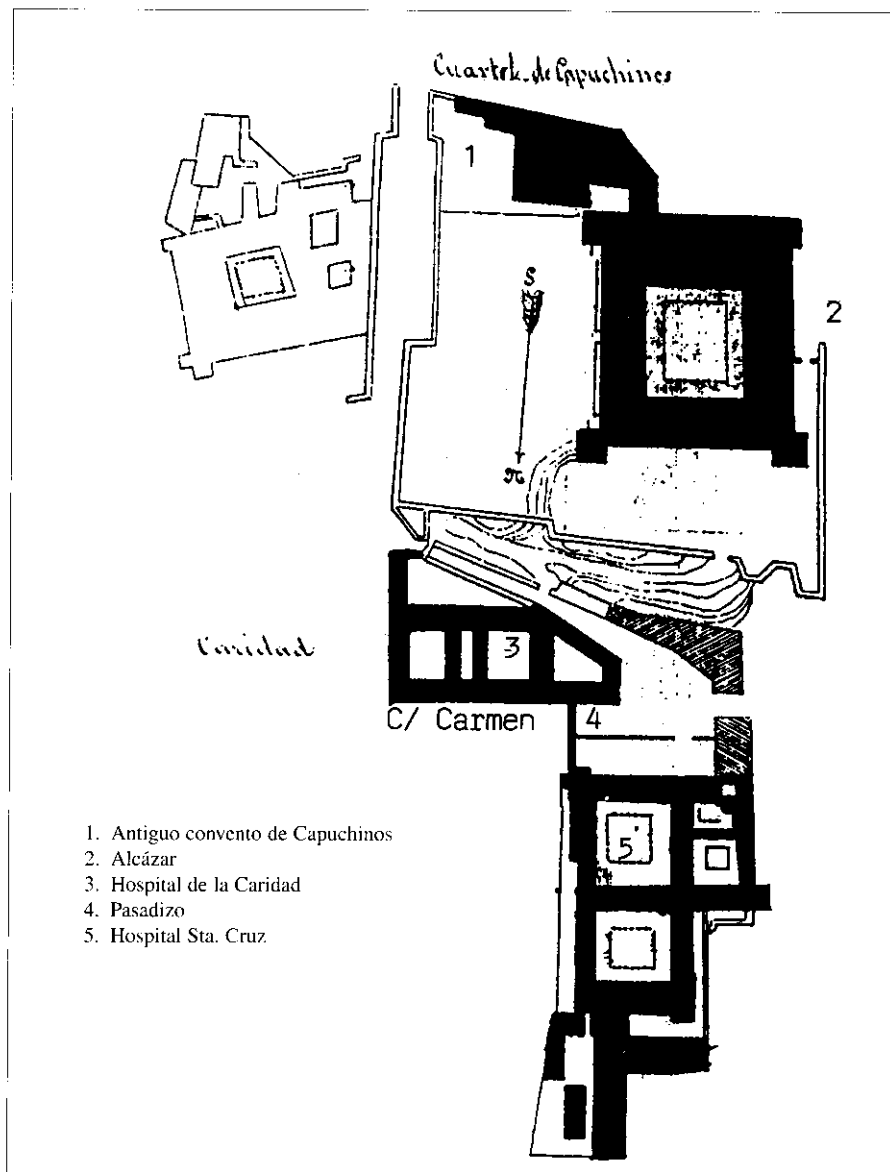 Cuartel de Capuchinos
1
2
S
N
3
Caridad
C/ Carmen
4
5
1. Antiguo convento de Capuchinos
2. Alcázar
3. Hospital de la Caridad
4. Pasadizo
5. Hospital Sta. Cruz